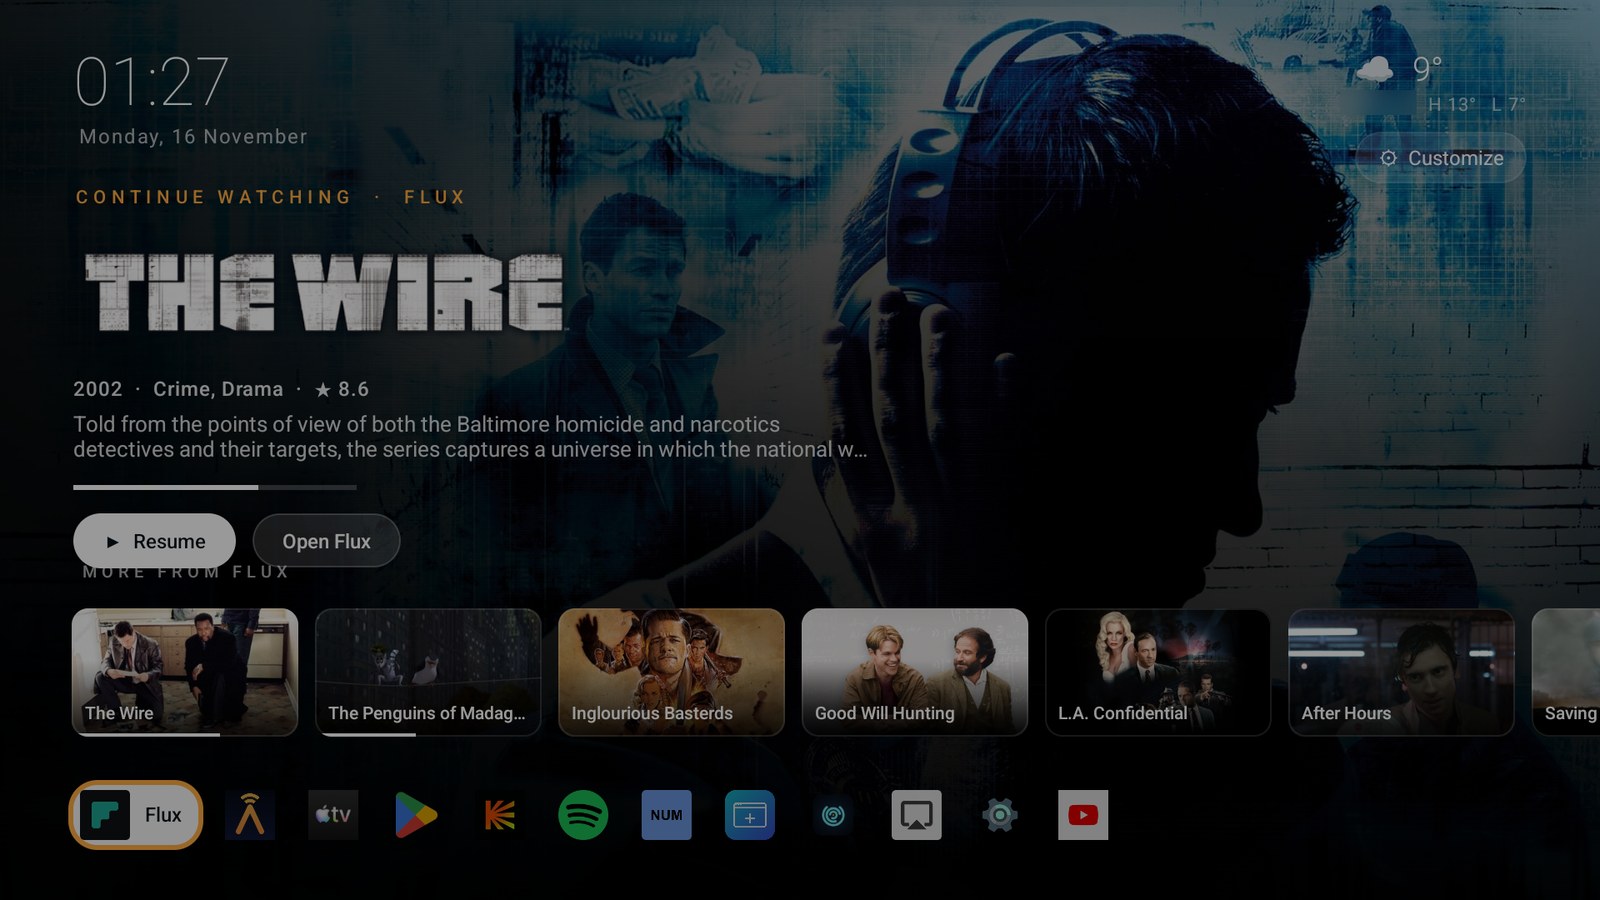 01:27
Monday, 16 November
9°
H 13° L 7°
Customize
CONTINUE WATCHING · FLUX
THE WIRE
2002 · Crime, Drama · ★ 8.6
Told from the points of view of both the Baltimore homicide and narcotics
detectives and their targets, the series captures a universe in which the national w...
Resume
Open Flux
MORE FROM FLUX
The Wire
The Penguins of Madag...
Inglourious Basterds
Good Will Hunting
L.A. Confidential
After Hours
Saving
Flux
tv
NUM